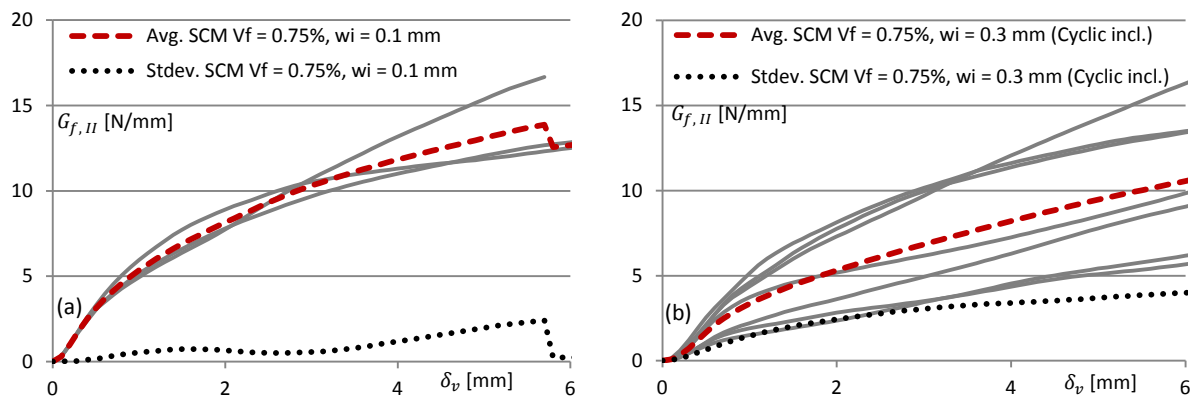 20
Avg. SCM Vf = 0.75%, wi = 0.1 mm
Stdev. SCM Vf = 0.75%, wi = 0.1 mm
15
G_{f,II} [N/mm]
10
5
(a)
0
0
2
4
6
δ_v [mm]
20
Avg. SCM Vf = 0.75%, wi = 0.3 mm (Cyclic incl.)
Stdev. SCM Vf = 0.75%, wi = 0.3 mm (Cyclic incl.)
15
G_{f,II} [N/mm]
10
5
(b)
0
0
2
4
6
δ_v [mm]